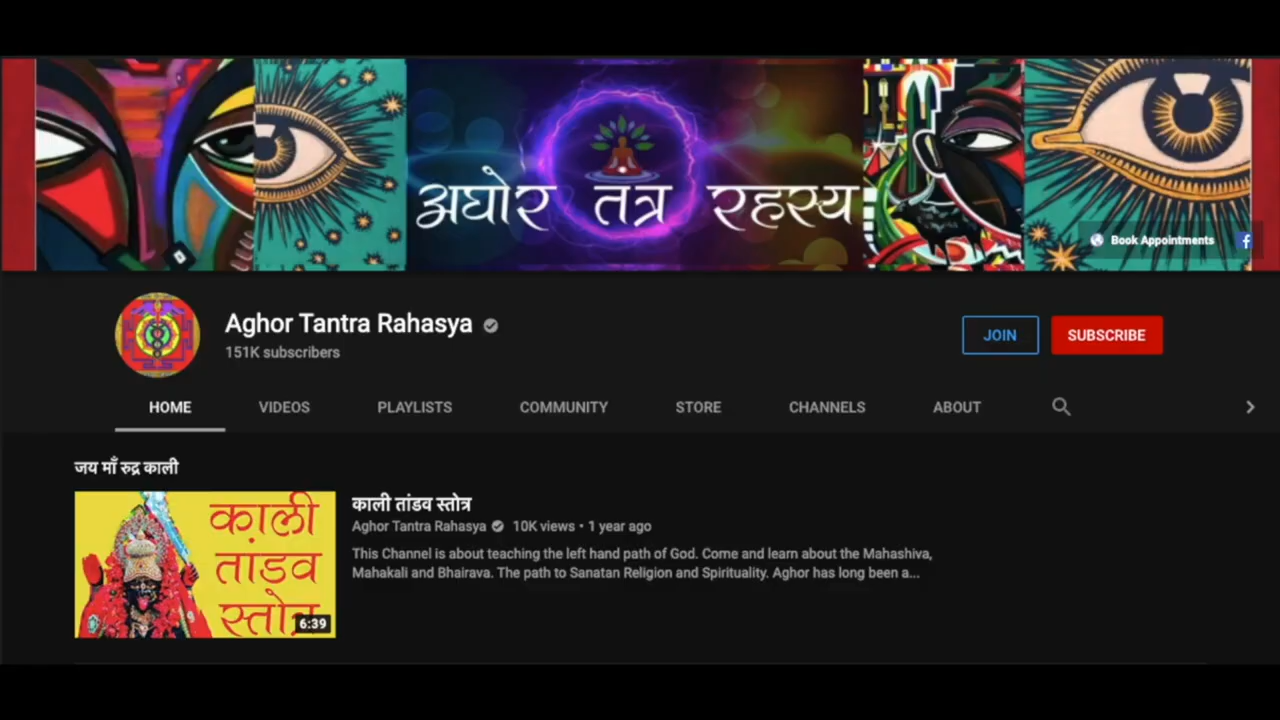 अघोर तत्र रहस्य
Book Appointments
Aghor Tantra Rahasya
151K subscribers
JOIN
SUBSCRIBE
HOME VIDEOS PLAYLISTS COMMUNITY STORE CHANNELS ABOUT
जय माँ रुद्र काली
काली
तांडव
स्तोत्र
6:39
काली तांडव स्तोत्र
Aghor Tantra Rahasya 10K views • 1 year ago
This Channel is about teaching the left hand path of God. Come and learn about the Mahashiva,
Mahakali and Bhairava. The path to Sanatan Religion and Spirituality. Aghor has long been a...